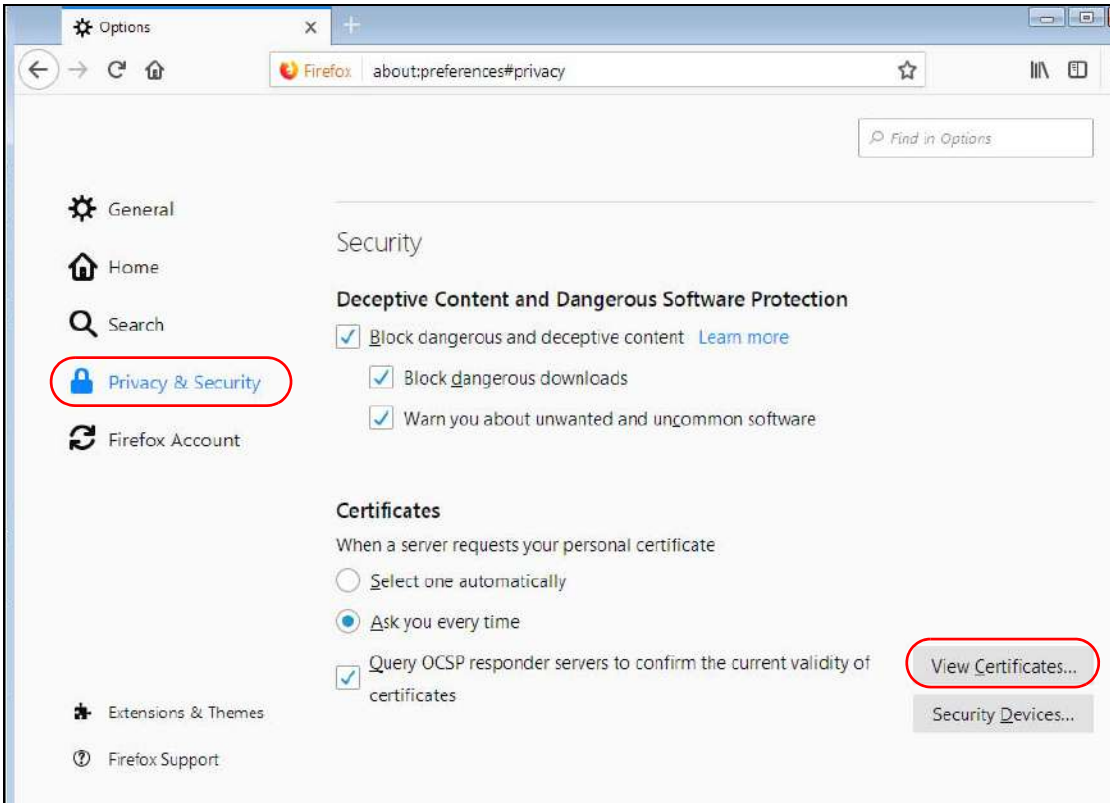 Options
Firefox about:preferences#privacy
Find in Options
General
Home
Search
Privacy & Security
Firefox Account
Extensions & Themes
Firefox Support
Security
Deceptive Content and Dangerous Software Protection
Block dangerous and deceptive content Learn more
Block dangerous downloads
Warn you about unwanted and uncommon software
Certificates
When a server requests your personal certificate
Select one automatically
Ask you every time
Query OCSP responder servers to confirm the current validity of
certificates
View Certificates...
Security Devices...